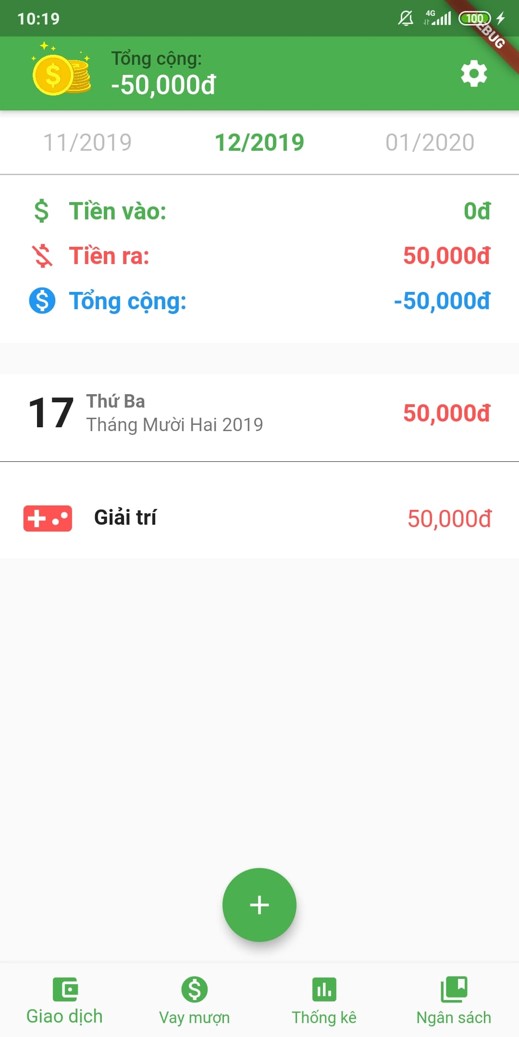 10:19
4G
100
BUG
Tổng cộng:
-50,000đ
11/2019
12/2019
01/2020
Tiền vào:
0đ
Tiền ra:
50,000đ
Tổng cộng:
-50,000đ
17
Thứ Ba
Tháng Mười Hai 2019
50,000đ
Giải trí
50,000đ
Giao dịch
Vay mượn
Thống kê
Ngân sách